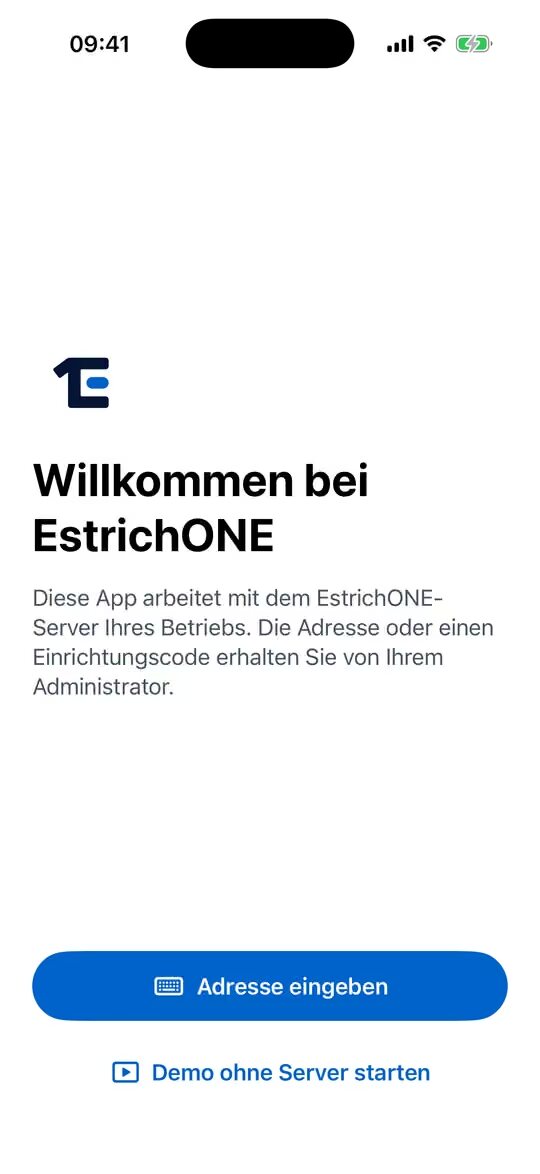 09:41
1E
Willkommen bei
EstrichONE
Diese App arbeitet mit dem EstrichONE-
Server Ihres Betriebs. Die Adresse oder einen
Einrichtungscode erhalten Sie von Ihrem
Administrator.
Adresse eingeben
Demo ohne Server starten